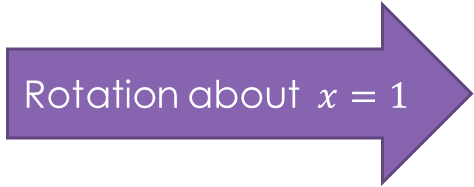 Rotation about x = 1